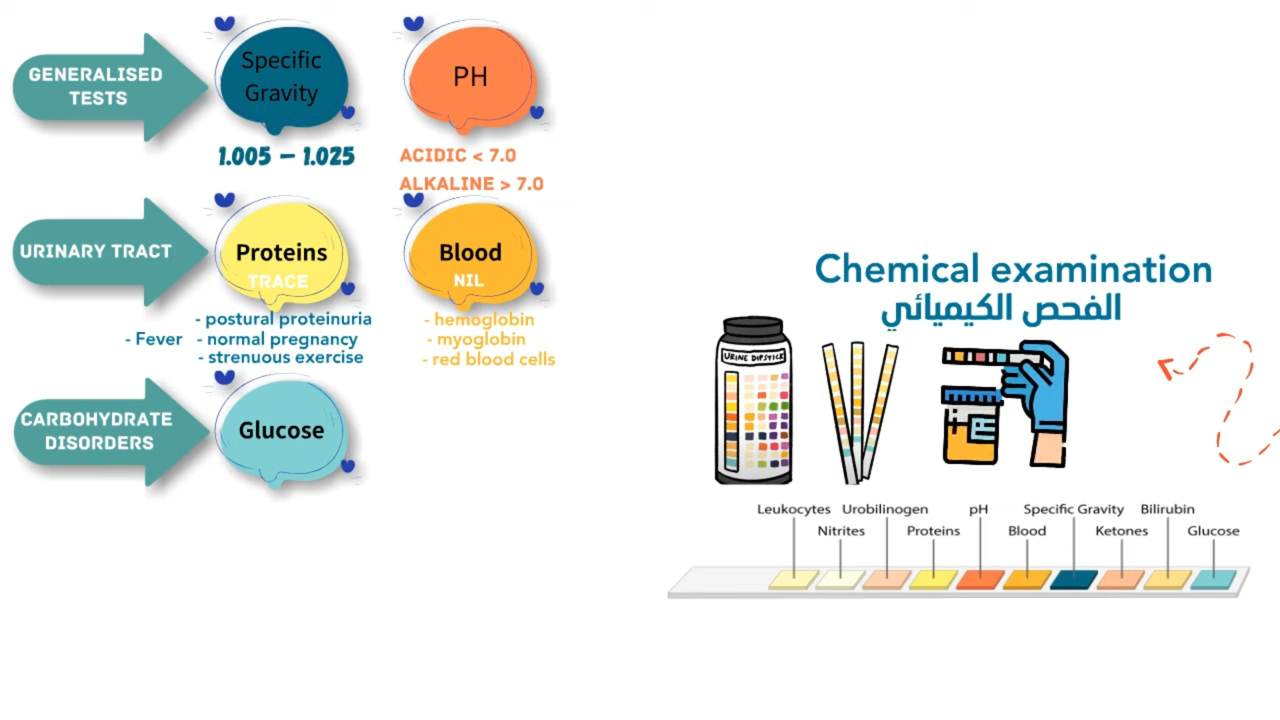 GENERALISED
TESTS
Specific
Gravity
PH
1.005 – 1.025
ACIDIC < 7.0
ALKALINE > 7.0
URINARY TRACT
Proteins
TRACE
Blood
NIL
- postural proteinuria
- Fever - normal pregnancy
- strenuous exercise
- hemoglobin
- myoglobin
- red blood cells
CARBOHYDRATE
DISORDERS
Glucose
Chemical examination
الفحص الكيميائي
URINE DIPSTICK
Leukocytes Urobilinogen pH Specific Gravity Bilirubin
Nitrites Proteins Blood Ketones Glucose